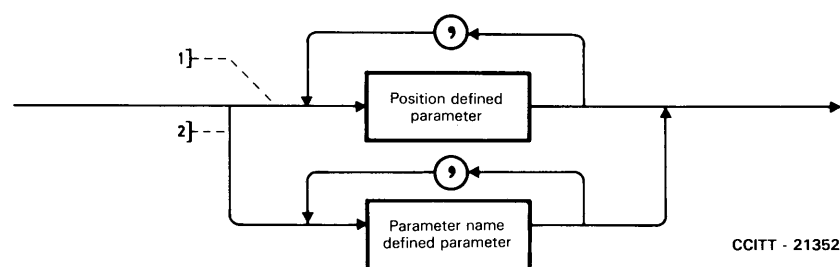 ,
1}
Position defined
parameter
2}
,
Parameter name
defined parameter
CCITT - 21352